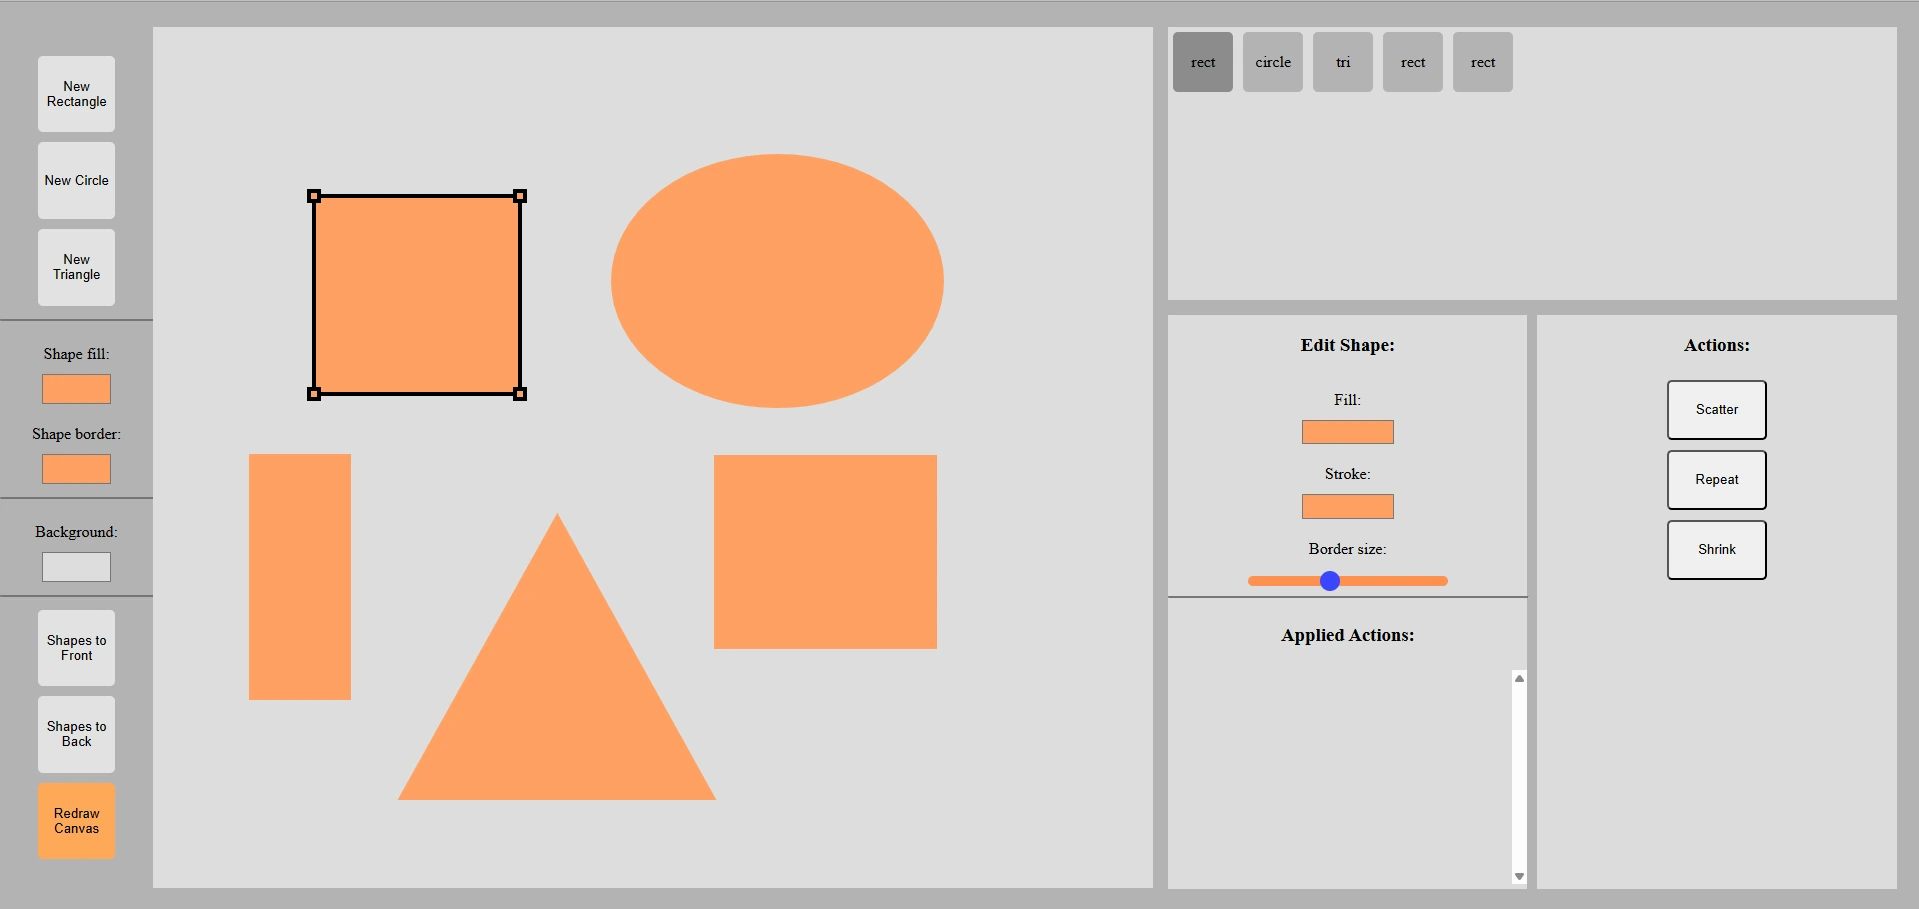 New
Rectangle
New Circle
New
Triangle
Shape fill:
Shape border:
Background:
Shapes to
Front
Shapes to
Back
Redraw
Canvas
rect circle tri rect rect
Edit Shape:
Fill:
Stroke:
Border size:
Applied Actions:
Actions:
Scatter
Repeat
Shrink